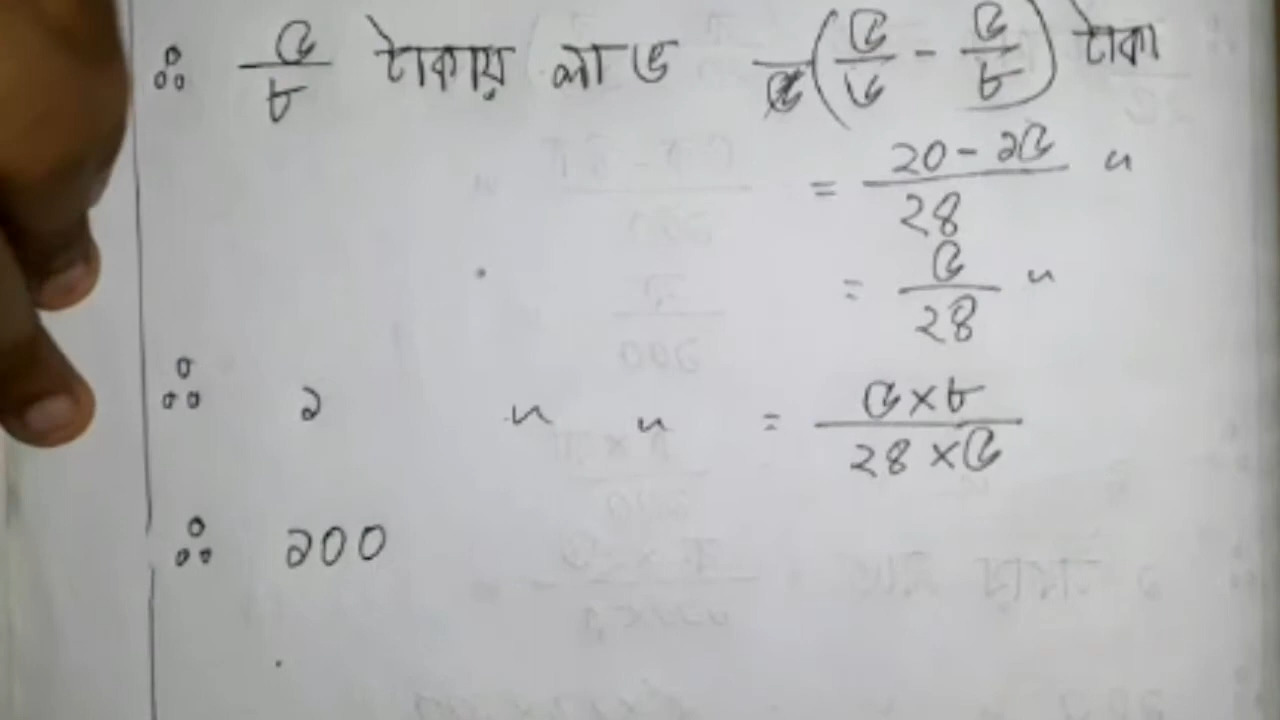 ∴ ৫/৮ টাকায় লাভ (৫/৬ - ৫/৮) টাকা
= ২০ - ১৫/২৪ "
= ৫/২৪ "
∴ ১ " " = ৫×৮/২৪×৫
∴ ১০০